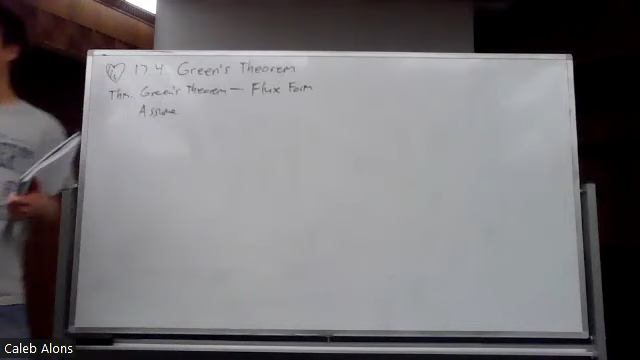 17.4 Green's Theorem
Thm. Green's Theorem — Flux Form
Assume
Caleb Alons